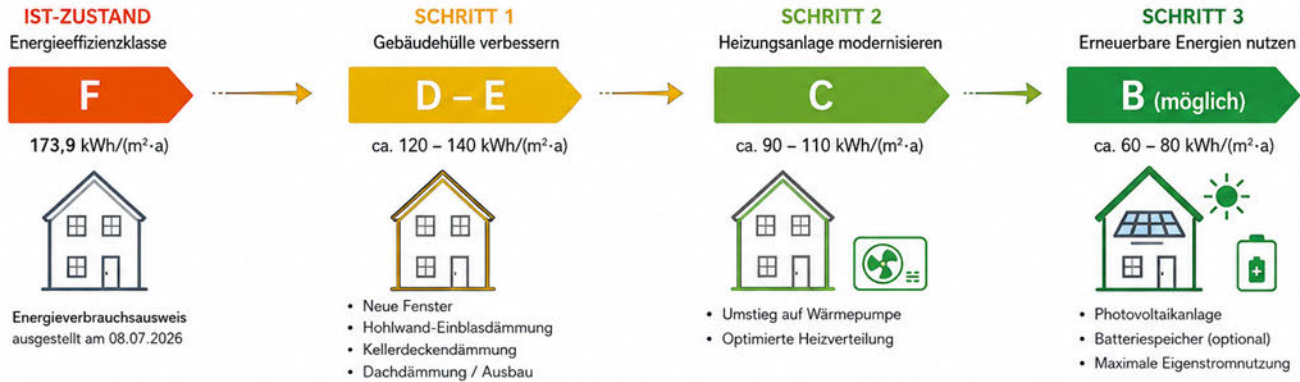 IST-ZUSTAND
Energieeffizienzklasse
F
173,9 kWh/(m²·a)
Energieverbrauchsausweis
ausgestellt am 08.07.2026
SCHRITT 1
Gebäudehülle verbessern
D – E
ca. 120 – 140 kWh/(m²·a)
• Neue Fenster
• Hohlwand-Einblasdämmung
• Kellerdeckendämmung
• Dachdämmung / Ausbau
SCHRITT 2
Heizungsanlage modernisieren
C
ca. 90 – 110 kWh/(m²·a)
• Umstieg auf Wärmepumpe
• Optimierte Heizverteilung
SCHRITT 3
Erneuerbare Energien nutzen
B (möglich)
ca. 60 – 80 kWh/(m²·a)
• Photovoltaikanlage
• Batteriespeicher (optional)
• Maximale Eigenstromnutzung